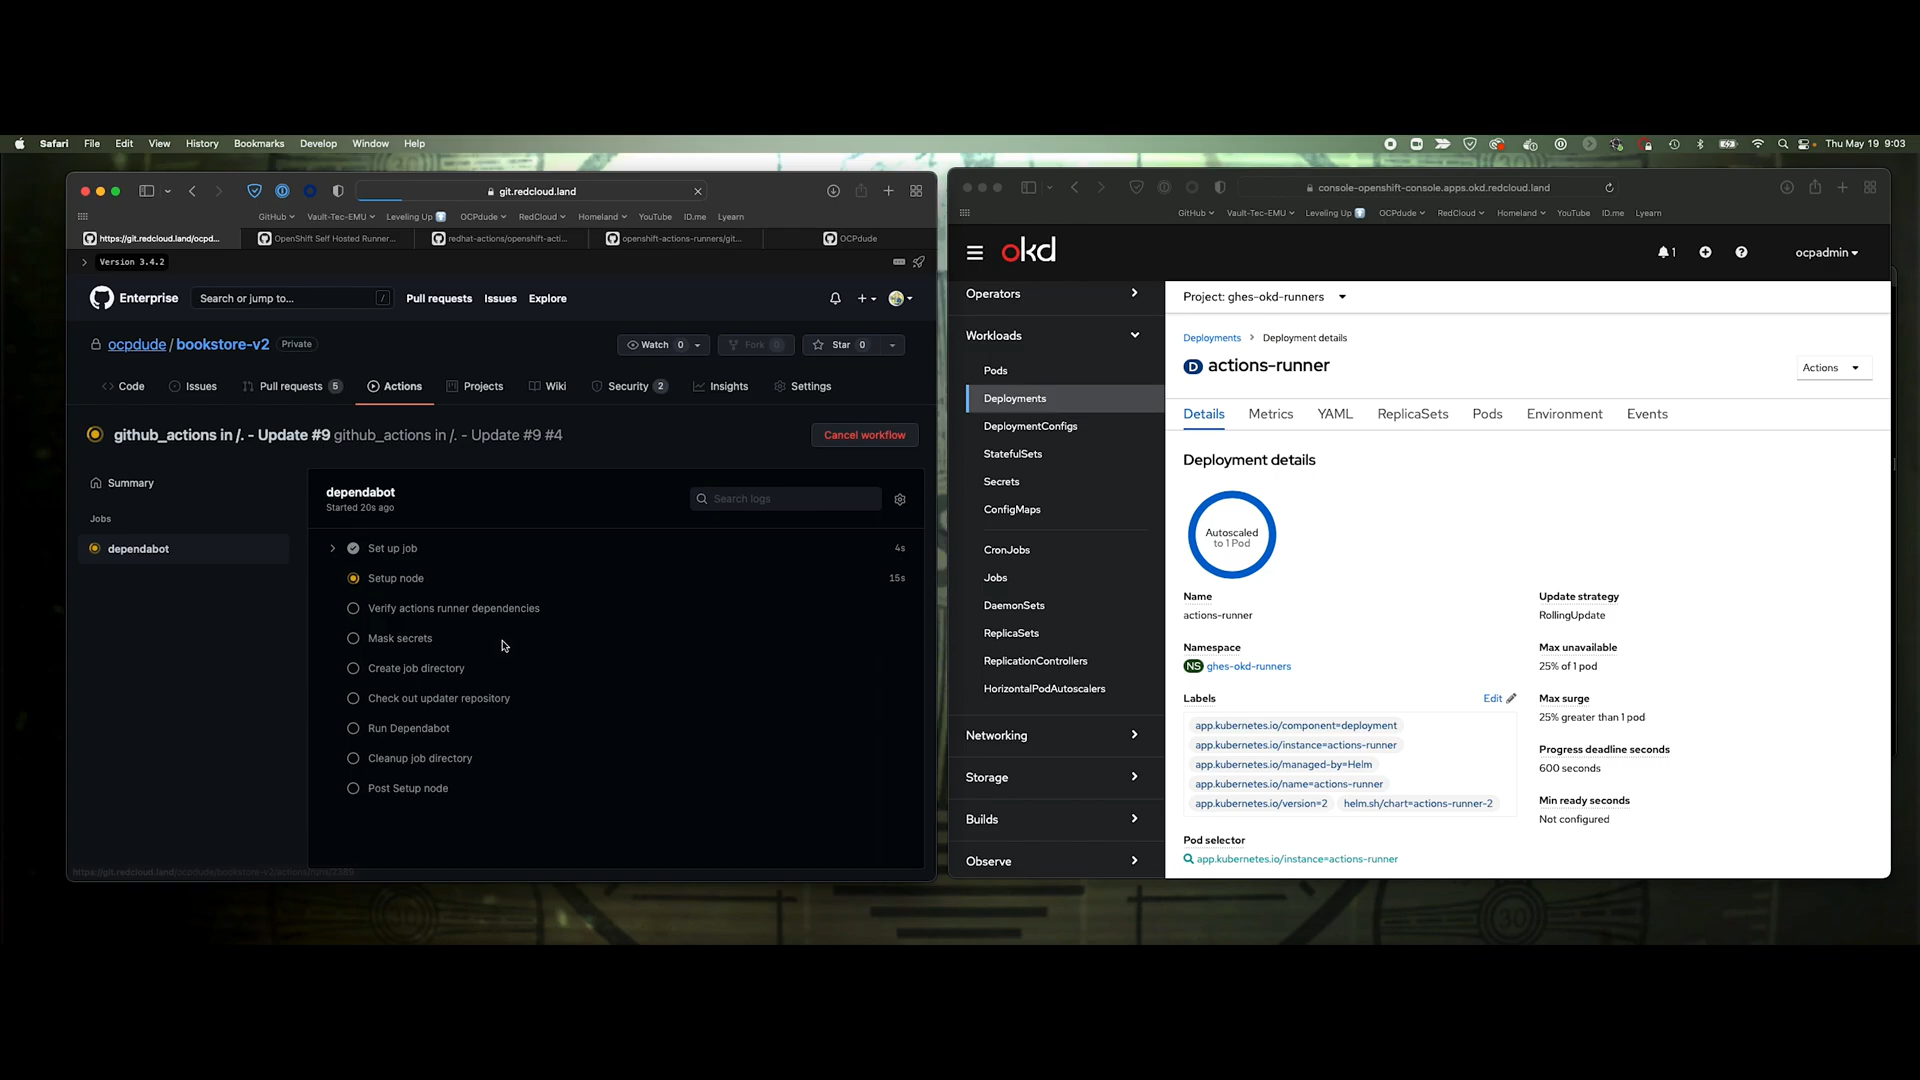 Safari File Edit View History Bookmarks Develop Window Help
Thu May 19 9:03
git.redcloud.land
GitHub Vault-Tec-EMU Leveling Up OCPdude RedCloud Homeland YouTube ID.me Lyearn
https://git.redcloud.land/ocpd...
OpenShift Self Hosted Runner...
redhat-actions/openshift-acti...
openshift-actions-runners/git...
OCPdude
Version 3.4.2
Enterprise
Search or jump to... /
Pull requests Issues Explore
ocpdude / bookstore-v2 Private
Watch 0
Fork 0
Star 0
Code
Issues
Pull requests 5
Actions
Projects
Wiki
Security 2
Insights
Settings
github_actions in /. - Update #9 github_actions in /. - Update #9 #4
Cancel workflow
Summary
Jobs
dependabot
dependabot
Started 20s ago
Search logs
Set up job 4s
Setup node 15s
Verify actions runner dependencies
Mask secrets
Create job directory
Check out updater repository
Run Dependabot
Cleanup job directory
Post Setup node
https://git.redcloud.land/ocpdude/bookstore-v2/actions/runs/2389
console-openshift-console.apps.okd.redcloud.land
GitHub Vault-Tec-EMU Leveling Up OCPdude RedCloud Homeland YouTube ID.me Lyearn
okd
1
ocpadmin
Operators
Workloads
Pods
Deployments
DeploymentConfigs
StatefulSets
Secrets
ConfigMaps
CronJobs
Jobs
DaemonSets
ReplicaSets
ReplicationControllers
HorizontalPodAutoscalers
Networking
Storage
Builds
Observe
Project: ghes-okd-runners
Deployments > Deployment details
D actions-runner
Actions
Details Metrics YAML ReplicaSets Pods Environment Events
Deployment details
Autoscaled
to 1 Pod
Name
actions-runner
Namespace
NS ghes-okd-runners
Labels
Edit
app.kubernetes.io/component=deployment
app.kubernetes.io/instance=actions-runner
app.kubernetes.io/managed-by=Helm
app.kubernetes.io/name=actions-runner
app.kubernetes.io/version=2 helm.sh/chart=actions-runner-2
Pod selector
app.kubernetes.io/instance=actions-runner
Update strategy
RollingUpdate
Max unavailable
25% of 1 pod
Max surge
25% greater than 1 pod
Progress deadline seconds
600 seconds
Min ready seconds
Not configured
30
30